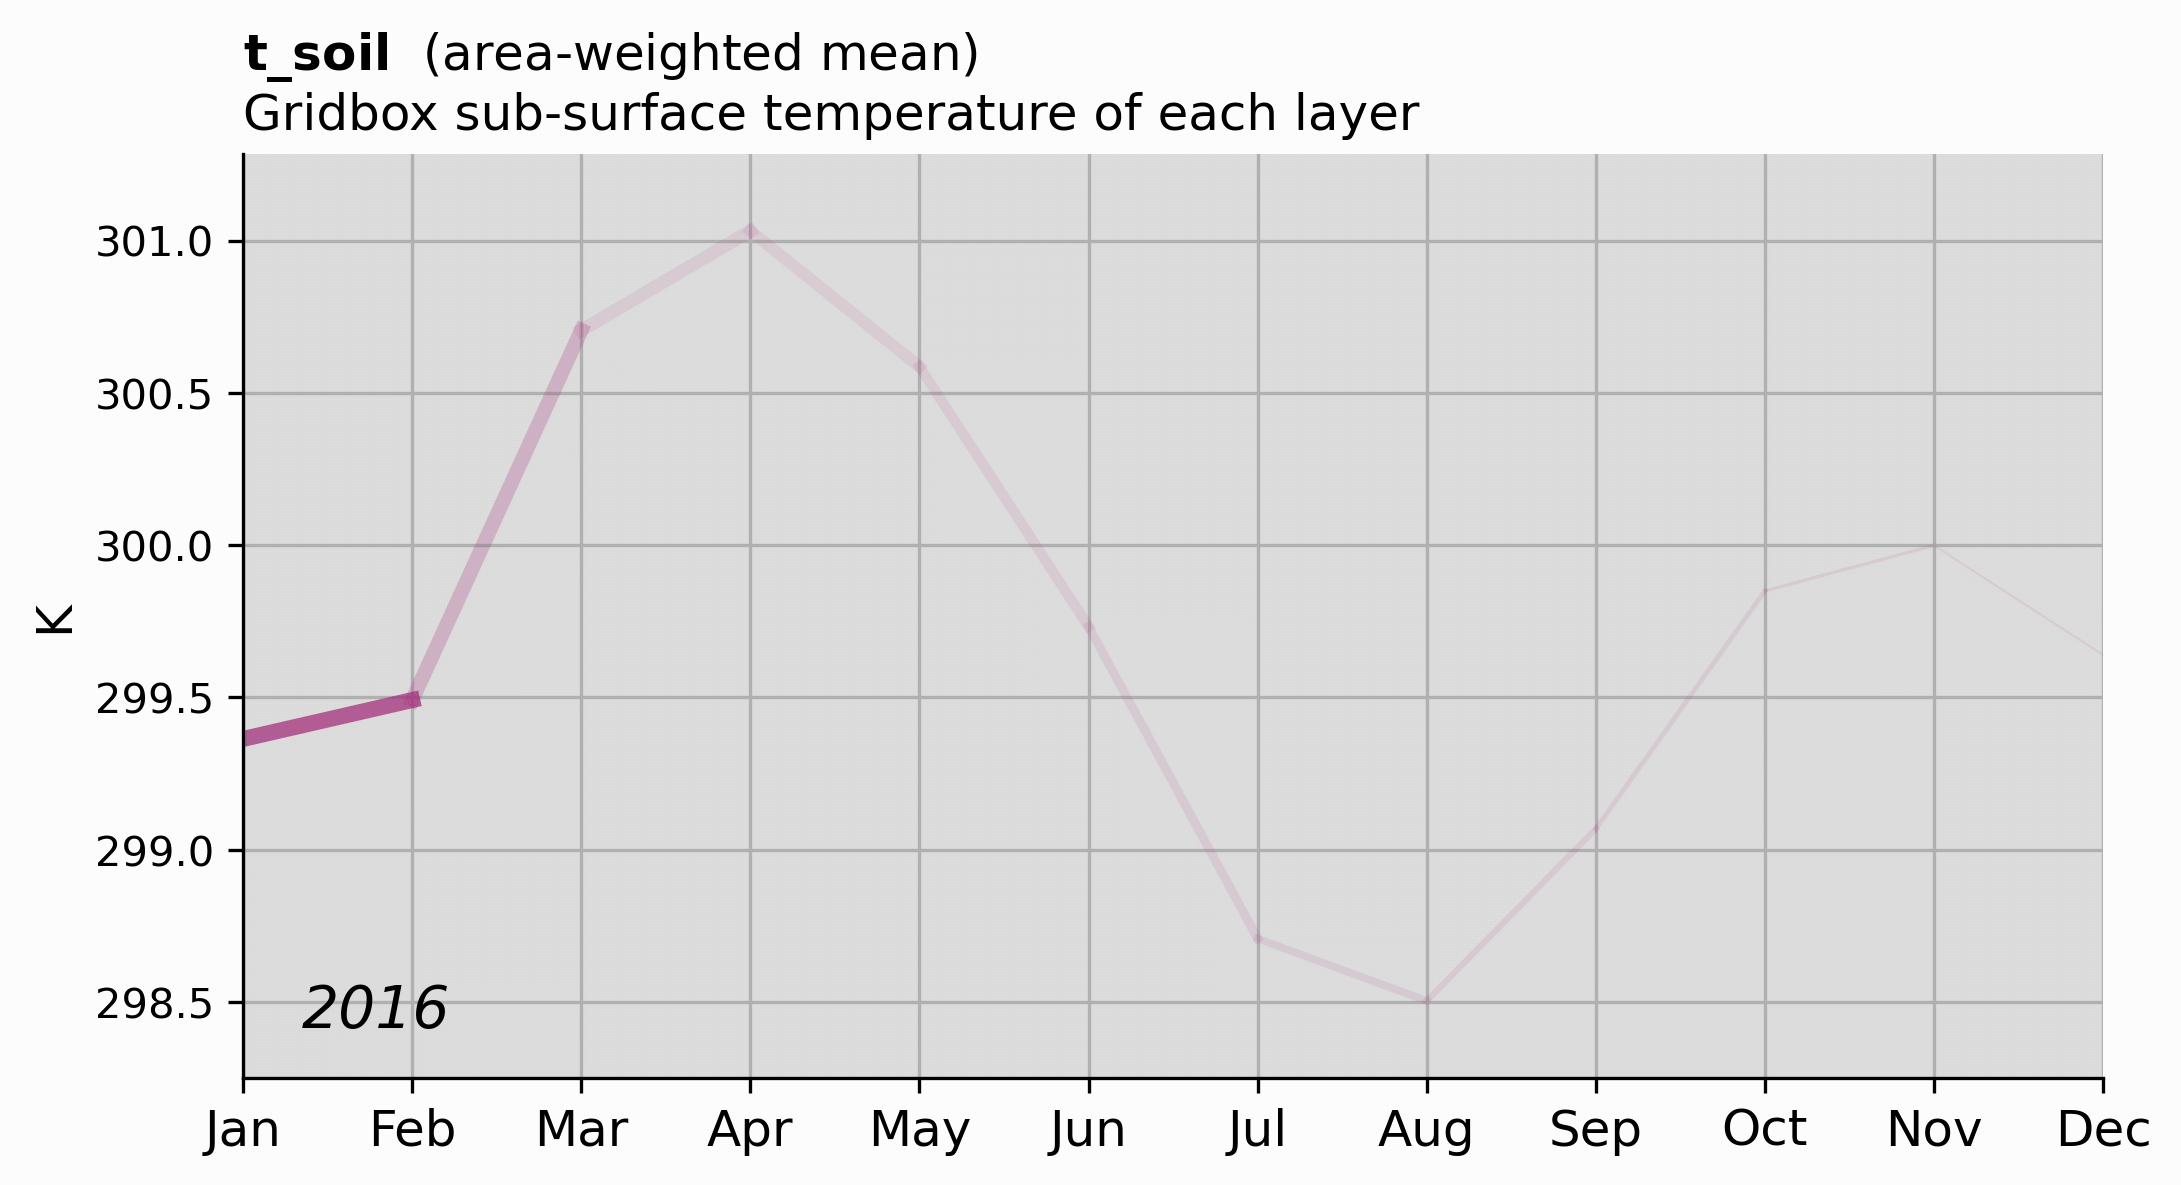 t_soil (area-weighted mean)
Gridbox sub-surface temperature of each layer
301.0
300.5
300.0
299.5
299.0
298.5
K
2016
Jan Feb Mar Apr May Jun Jul Aug Sep Oct Nov Dec